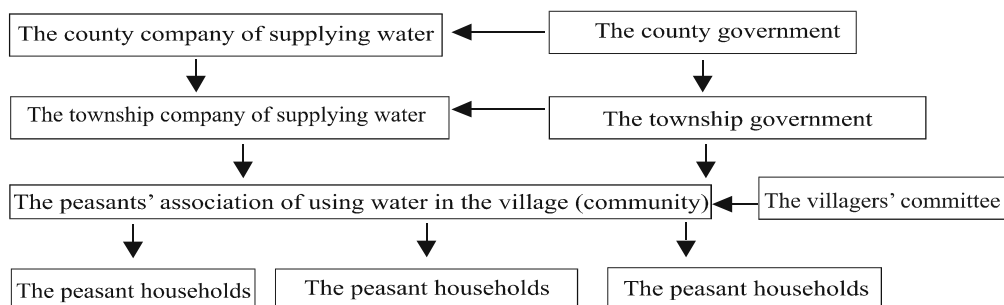 The county company of supplying water
The county government
The township company of supplying water
The township government
The peasants’ association of using water in the village (community)
The villagers’ committee
The peasant households
The peasant households
The peasant households